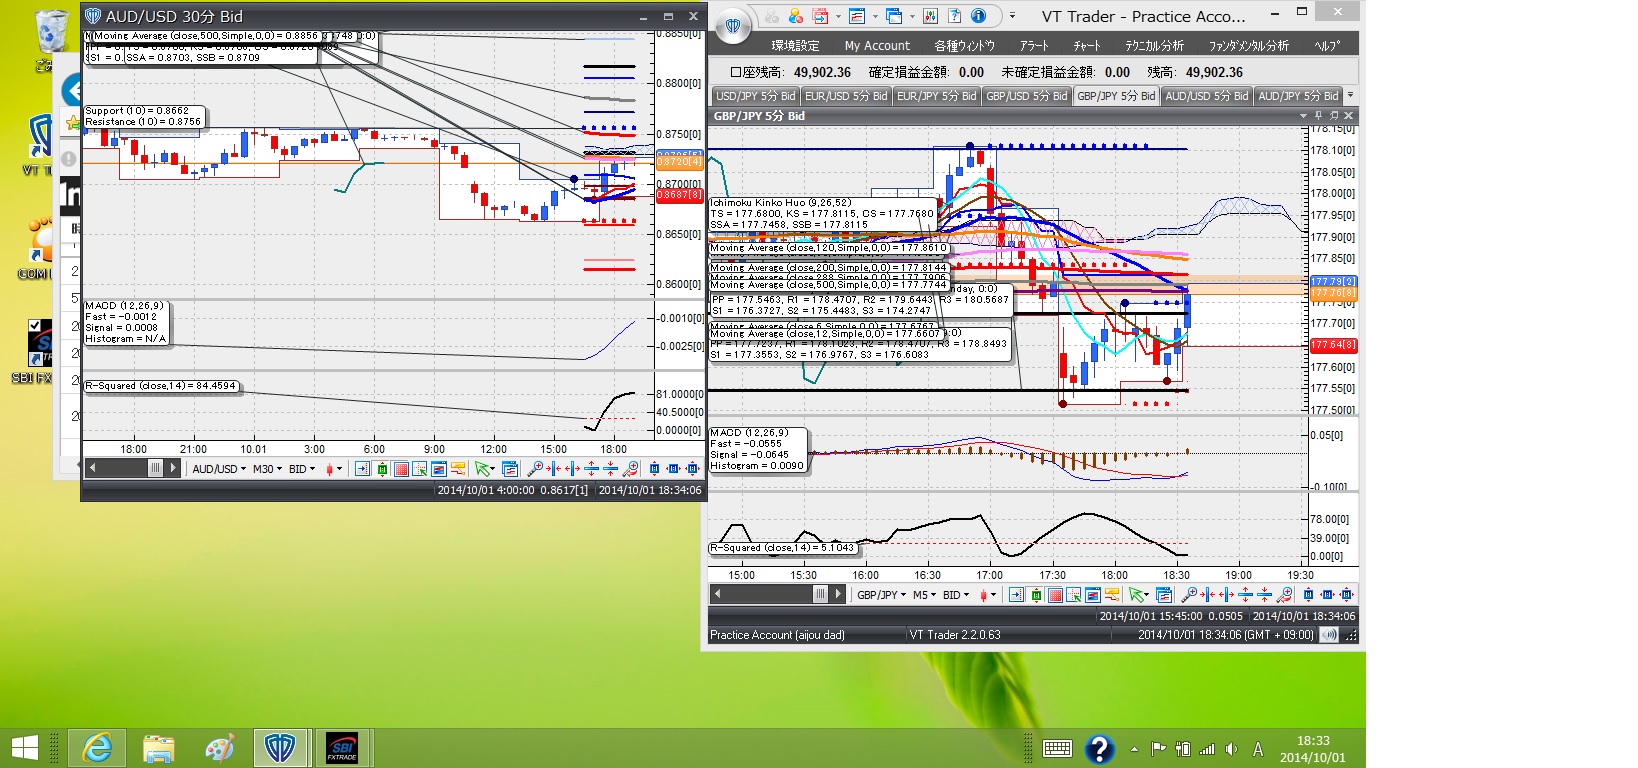 AUD/USD 30分 Bid
Moving Average (close,500,Simple,0,0) = 0.8856
SSA = 0.8703, SSB = 0.8709
Support (10) = 0.8662
Resistance (10) = 0.8756
0.8850[0]
0.8800[0]
0.8750[0]
0.8720[4]
0.8700[0]
0.8687[8]
0.8650[0]
0.8600[0]
MACD (12,26,9)
Fast = -0.0012
Signal = 0.0008
Histogram = N/A
-0.0010[0]
-0.0025[0]
R-Squared (close,14) = 84.4594
81.0000[0
40.5000[0
0.0000[0]
18:00 21:00 10.01 3:00 6:00 9:00 12:00 15:00 18:00
AUD/USD M30 BID
2014/10/01 4:00:00 0.8617[1] 2014/10/01 18:34:06
VT Trader - Practice Acco...
環境設定 My Account 各種ウィンドウ アラート チャート テクニカル分析 ファンダメンタル分析 ヘルプ
口座残高: 49,902.36 確定損益金額: 0.00 未確定損益金額: 0.00 残高: 49,902.36
USD/JPY 5分 Bid EUR/USD 5分 Bid EUR/JPY 5分 Bid GBP/USD 5分 Bid GBP/JPY 5分 Bid AUD/USD 5分 Bid AUD/JPY 5分 Bid
GBP/JPY 5分 Bid
Ichimoku Kinko Huo (9,26,52)
TS = 177.6800, KS = 177.8115, CS = 177.7680
SSA = 177.7458, SSB = 177.8115
Moving Average (close,120,Simple,0,0) = 177.8610
Moving Average (close,200,Simple,0,0) = 177.8144
Moving Average (close,288,Simple,0,0) = 177.7906
Moving Average (close,500,Simple,0,0) = 177.7744
nday, 0:0)
PP = 177.5463, R1 = 178.4707, R2 = 179.6443, R3 = 180.5687
S1 = 176.3727, S2 = 175.4483, S3 = 174.2747
Moving Average (close,6,Simple,0,0) = 177.6767
Moving Average (close,12,Simple,0,0) = 177.6607
PP = 177.7237, R1 = 178.1023, R2 = 178.4707, R3 = 178.8493
S1 = 177.3553, S2 = 176.9767, S3 = 176.6083
178.15[0]
178.10[0]
178.05[0]
178.00[0]
177.95[0]
177.90[0]
177.85[0]
177.79[2]
177.76[8]
177.70[0]
177.64[8]
177.60[0]
177.55[0]
177.50[0]
MACD (12,26,9)
Fast = -0.0555
Signal = -0.0645
Histogram = 0.0090
0.05[0]
-0.10[0]
R-Squared (close,14) = 5.1043
78.00[0]
39.00[0]
0.00[0]
15:00 15:30 16:00 16:30 17:00 17:30 18:00 18:30 19:00 19:30
GBP/JPY M5 BID
2014/10/01 15:45:00 0.0505 2014/10/01 18:34:06
Practice Account (aijou dad) VT Trader 2.2.0.63 2014/10/01 18:34:06 (GMT + 09:00)
SBI
FXTRADE
A
18:33
2014/10/01